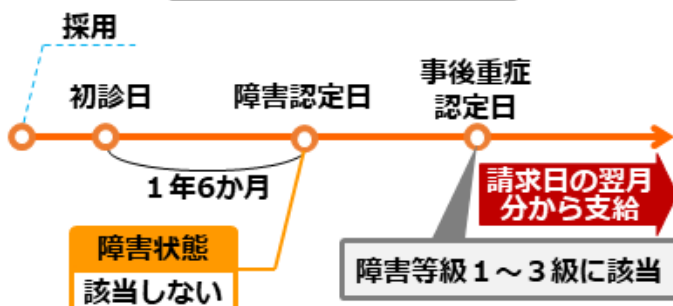 採用
初診日
障害認定日
事後重症
認定日
1年6か月
請求日の翌月
分から支給
障害状態
該当しない
障害等級1～3級に該当